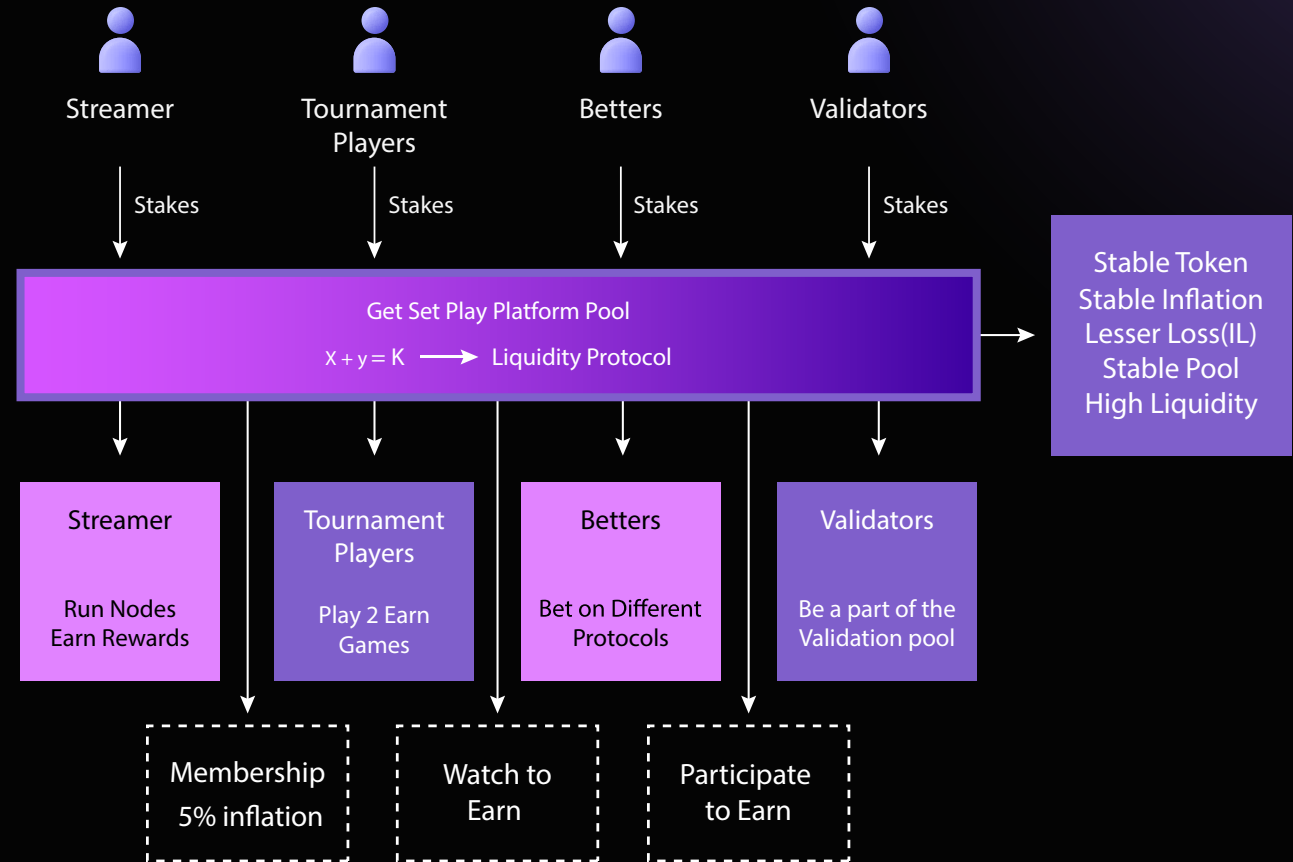 Streamer
Tournament
Players
Betters
Validators
Stakes
Stakes
Stakes
Stakes
Get Set Play Platform Pool
X + y = K
Liquidity Protocol
Stable Token
Stable Inflation
Lesser Loss(IL)
Stable Pool
High Liquidity
Streamer
Run Nodes
Earn Rewards
Tournament
Players
Play 2 Earn
Games
Betters
Bet on Different
Protocols
Validators
Be a part of the
Validation pool
Membership
5% inflation
Watch to
Earn
Participate
to Earn